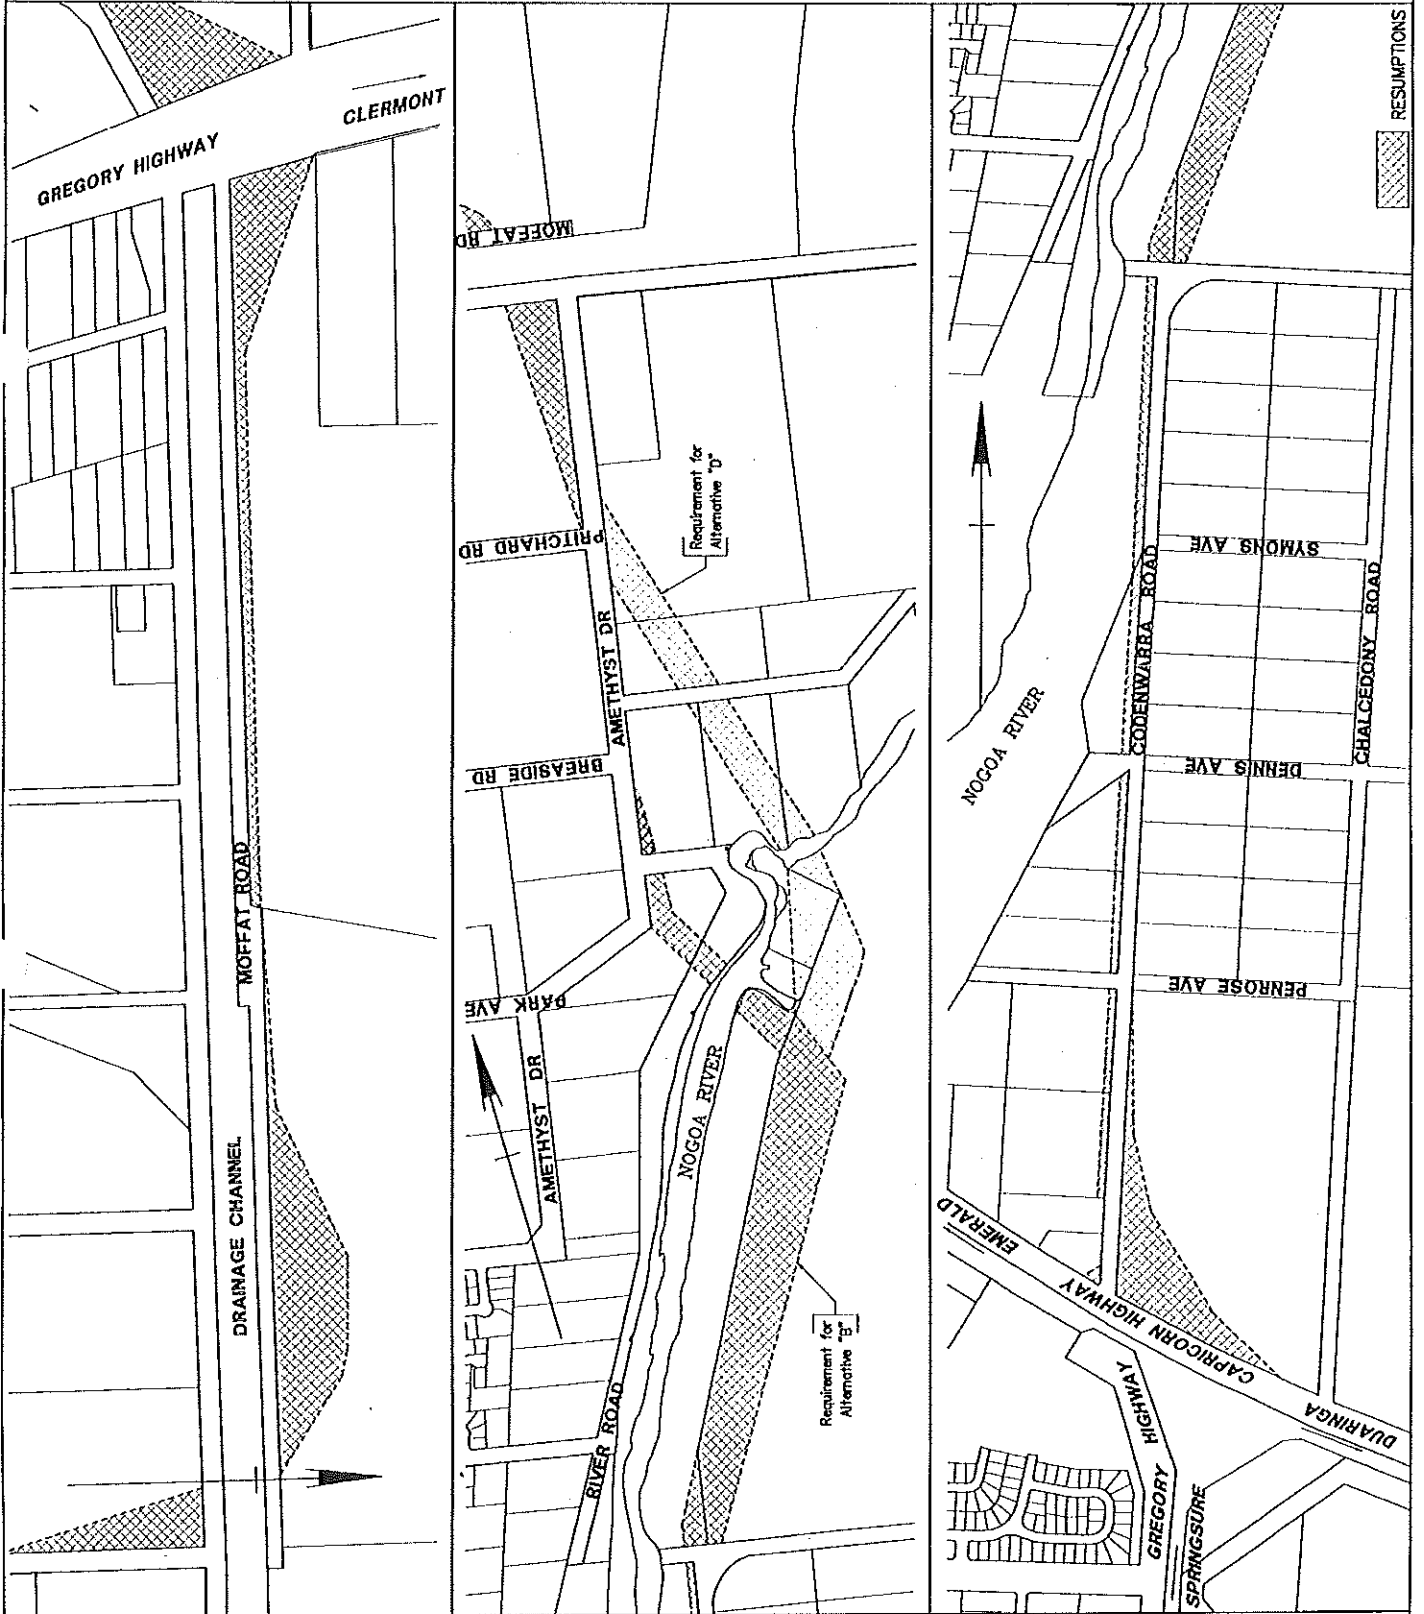 GREGORY HIGHWAY
CLERMONT
MOFFAT ROAD
DRAINAGE CHANNEL
MOFFAT RD
Requirement for
Alternative "D"
PRITCHARD RD
AMETHYST DR
BREASIDE RD
PARK AVE
AMETHYST DR
NOGOA RIVER
Requirement for
Alternative "B"
RIVER ROAD
RESUMPTIONS
SYMONS AVE
CODENWARRA ROAD
CHALCEDONY ROAD
NOGOA RIVER
DENNIS AVE
PENROSE AVE
EMERALD
CAPRICORN HIGHWAY
DUARINGA
GREGORY HIGHWAY
SPRINGSURE